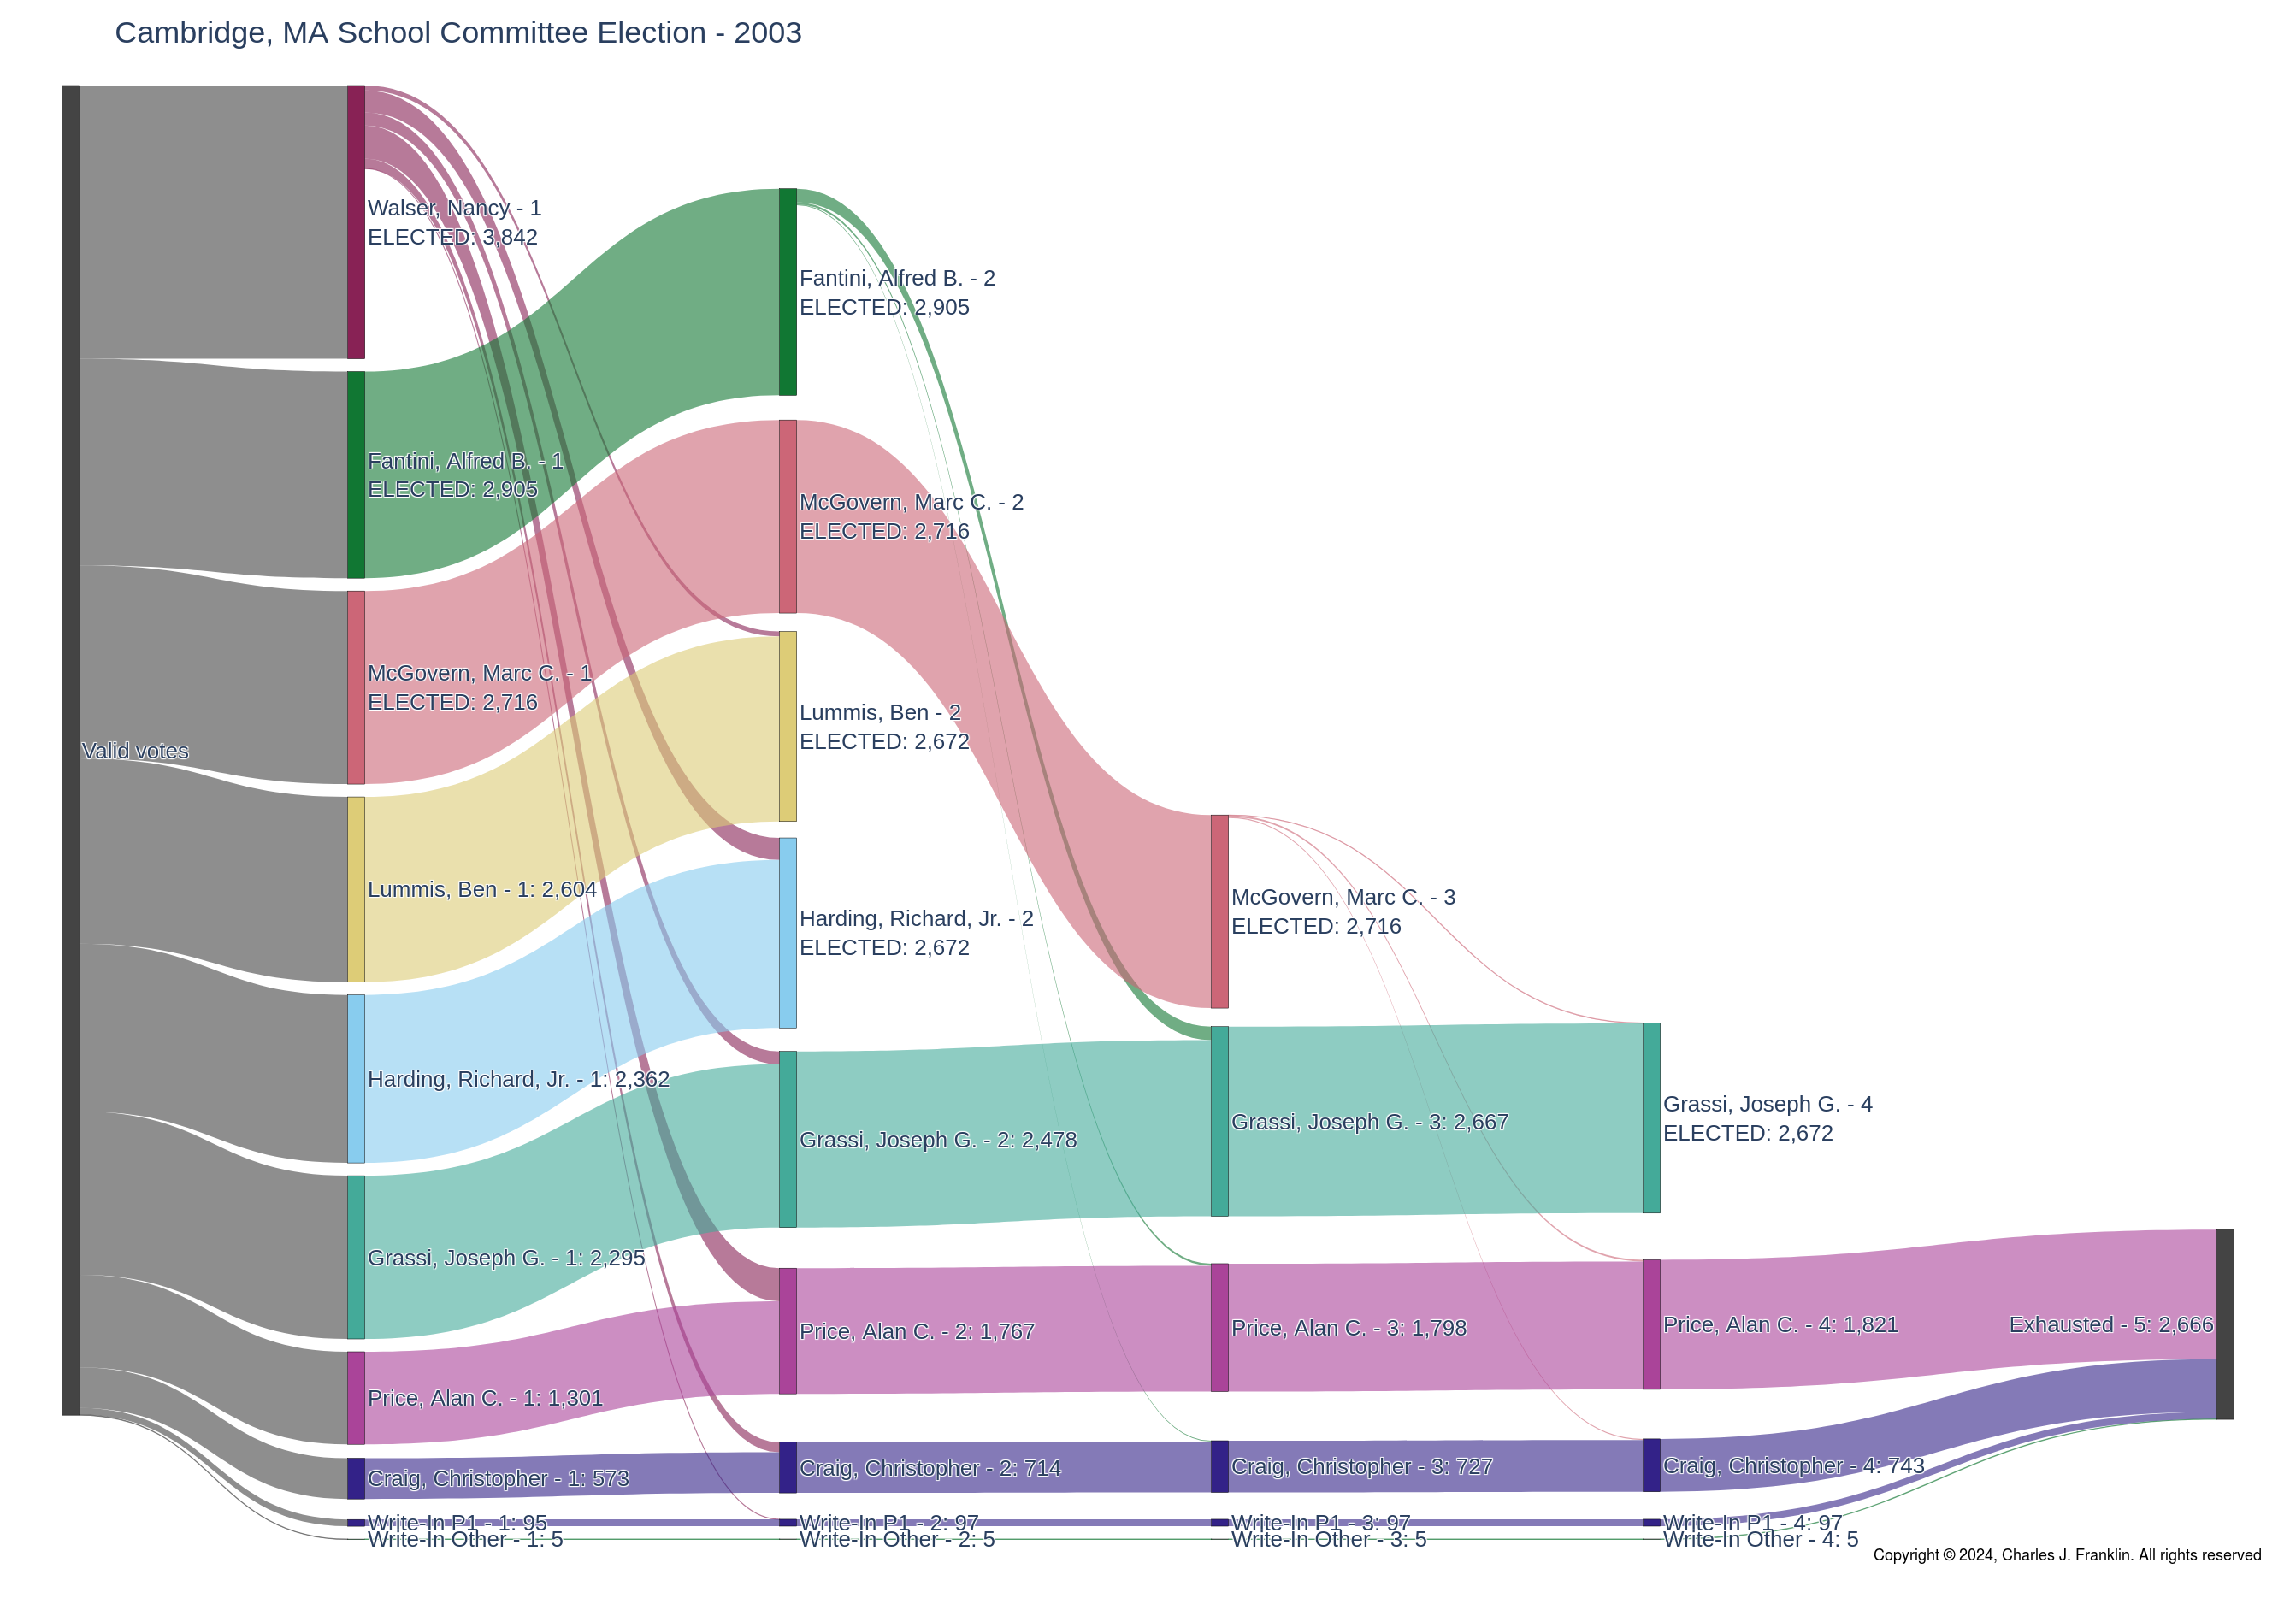 Cambridge, MA School Committee Election - 2003
Valid votes
Walser, Nancy - 1
ELECTED: 3,842
Fantini, Alfred B. - 1
ELECTED: 2,905
McGovern, Marc C. - 1
ELECTED: 2,716
Lummis, Ben - 1: 2,604
Harding, Richard, Jr. - 1: 2,362
Grassi, Joseph G. - 1: 2,295
Price, Alan C. - 1: 1,301
Craig, Christopher - 1: 573
Write-In P1 - 1: 95
Write-In Other - 1: 5
Fantini, Alfred B. - 2
ELECTED: 2,905
McGovern, Marc C. - 2
ELECTED: 2,716
Lummis, Ben - 2
ELECTED: 2,672
Harding, Richard, Jr. - 2
ELECTED: 2,672
Grassi, Joseph G. - 2: 2,478
Price, Alan C. - 2: 1,767
Craig, Christopher - 2: 714
Write-In P1 - 2: 97
Write-In Other - 2: 5
McGovern, Marc C. - 3
ELECTED: 2,716
Grassi, Joseph G. - 3: 2,667
Price, Alan C. - 3: 1,798
Craig, Christopher - 3: 727
Write-In P1 - 3: 97
Write-In Other - 3: 5
Grassi, Joseph G. - 4
ELECTED: 2,672
Price, Alan C. - 4: 1,821
Craig, Christopher - 4: 743
Write-In P1 - 4: 97
Write-In Other - 4: 5
Exhausted - 5: 2,666
Copyright © 2024, Charles J. Franklin. All rights reserved